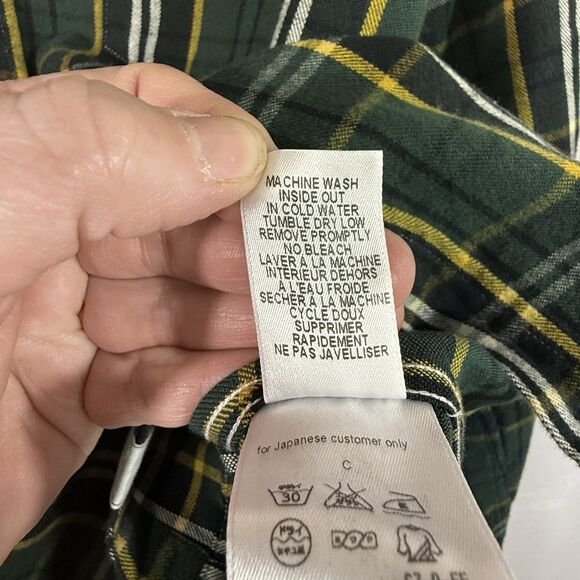 MACHINE WASH
INSIDE OUT
IN COLD WATER
TUMBLE DRY LOW
REMOVE PROMPTLY
NO BLEACH
LAVER A LA MACHINE
INTERIEUR DEHORS
A L'EAU FROIDE
SECHER A LA MACHINE
CYCLE DOUX
SUPPRIMER
RAPIDEMENT
NE PAS JAVELLISER
for Japanese customer only
C
30